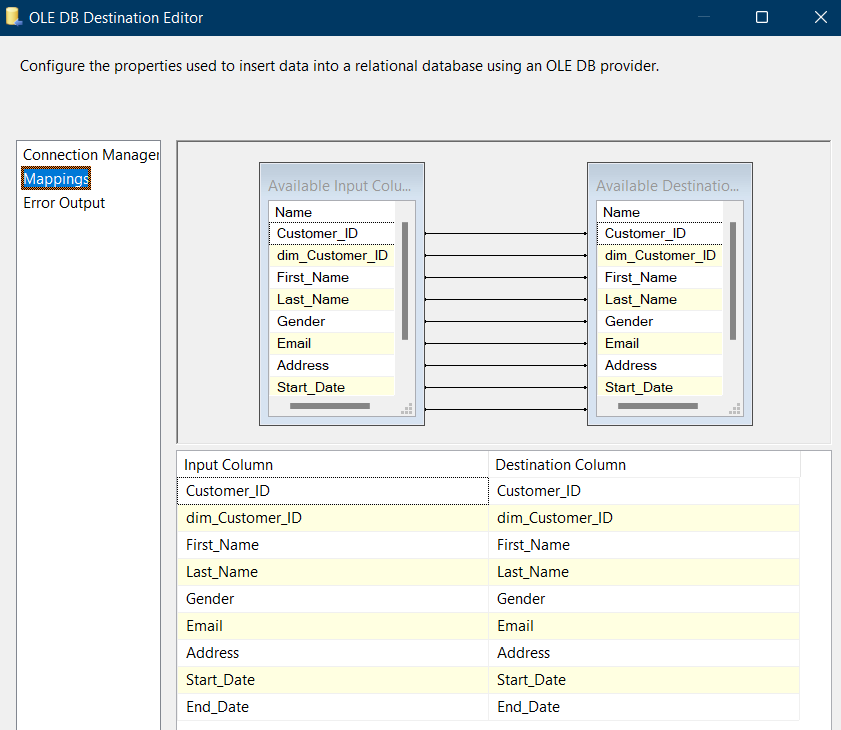 OLE DB Destination Editor
Configure the properties used to insert data into a relational database using an OLE DB provider.
Connection Manager
Mappings
Error Output
Available Input Colu...
Name
Customer_ID
dim_Customer_ID
First_Name
Last_Name
Gender
Email
Address
Start_Date
Available Destinatio...
Name
Customer_ID
dim_Customer_ID
First_Name
Last_Name
Gender
Email
Address
Start_Date
Input Column Destination Column
Customer_ID Customer_ID
dim_Customer_ID dim_Customer_ID
First_Name First_Name
Last_Name Last_Name
Gender Gender
Email Email
Address Address
Start_Date Start_Date
End_Date End_Date